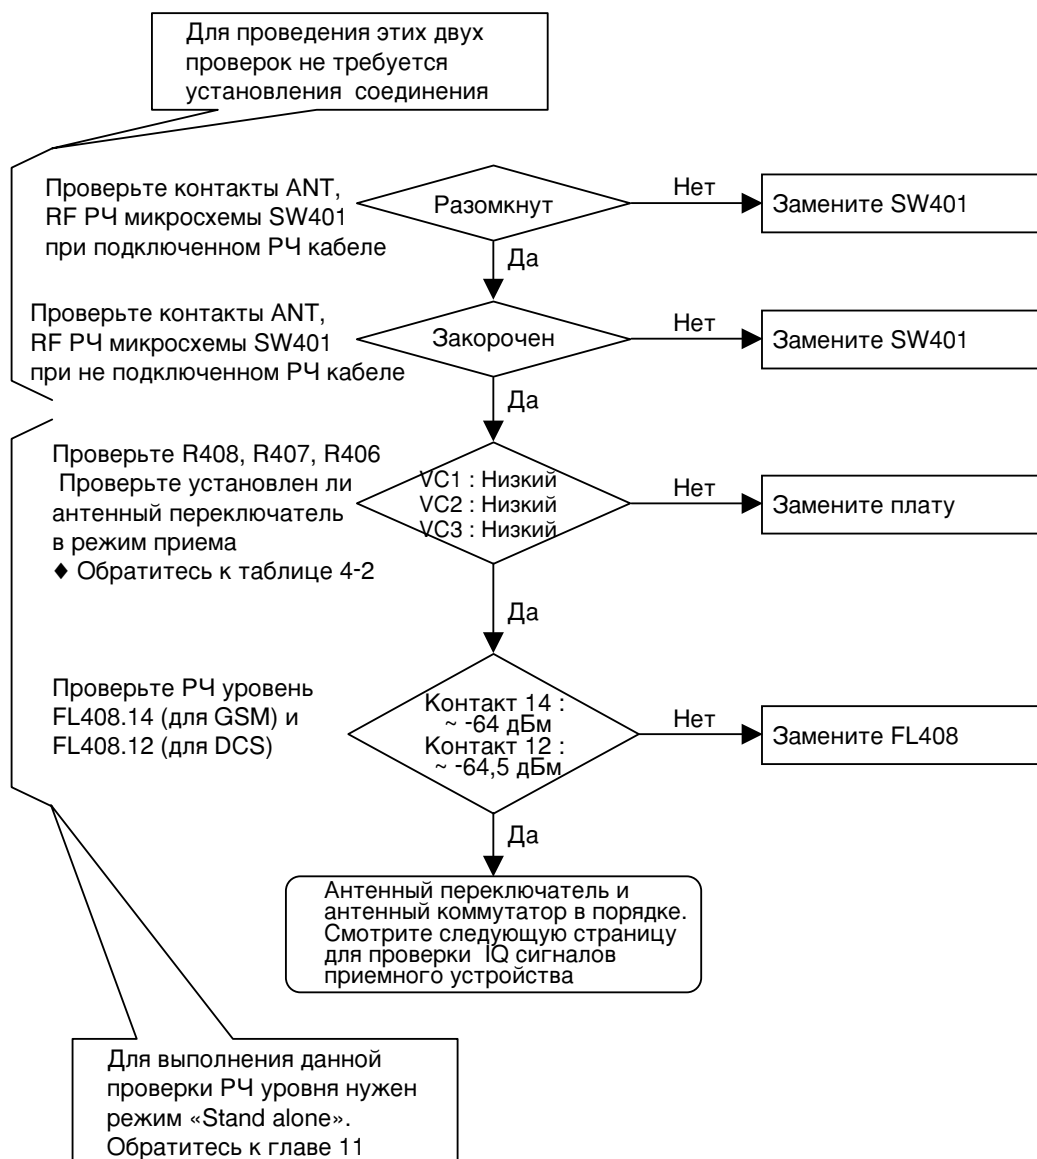 Для проведения этих двух
проверок не требуется
установления соединения
Проверьте контакты ANT,
RF РЧ микросхемы SW401
при подключенном РЧ кабеле
Разомкнут
Нет
Замените SW401
Да
Проверьте контакты ANT,
RF РЧ микросхемы SW401
при не подключенном РЧ кабеле
Закорочен
Нет
Замените SW401
Да
Проверьте R408, R407, R406
Проверьте установлен ли
антенный переключатель
в режим приема
♦ Обратитесь к таблице 4-2
VC1 : Низкий
VC2 : Низкий
VC3 : Низкий
Нет
Замените плату
Да
Проверьте РЧ уровень
FL408.14 (для GSM) и
FL408.12 (для DCS)
Контакт 14 :
~ -64 дБм
Контакт 12 :
~ -64,5 дБм
Нет
Замените FL408
Да
Антенный переключатель и
антенный коммутатор в порядке.
Смотрите следующую страницу
для проверки IQ сигналов
приемного устройства
Для выполнения данной
проверки РЧ уровня нужен
режим «Stand alone».
Обратитесь к главе 11